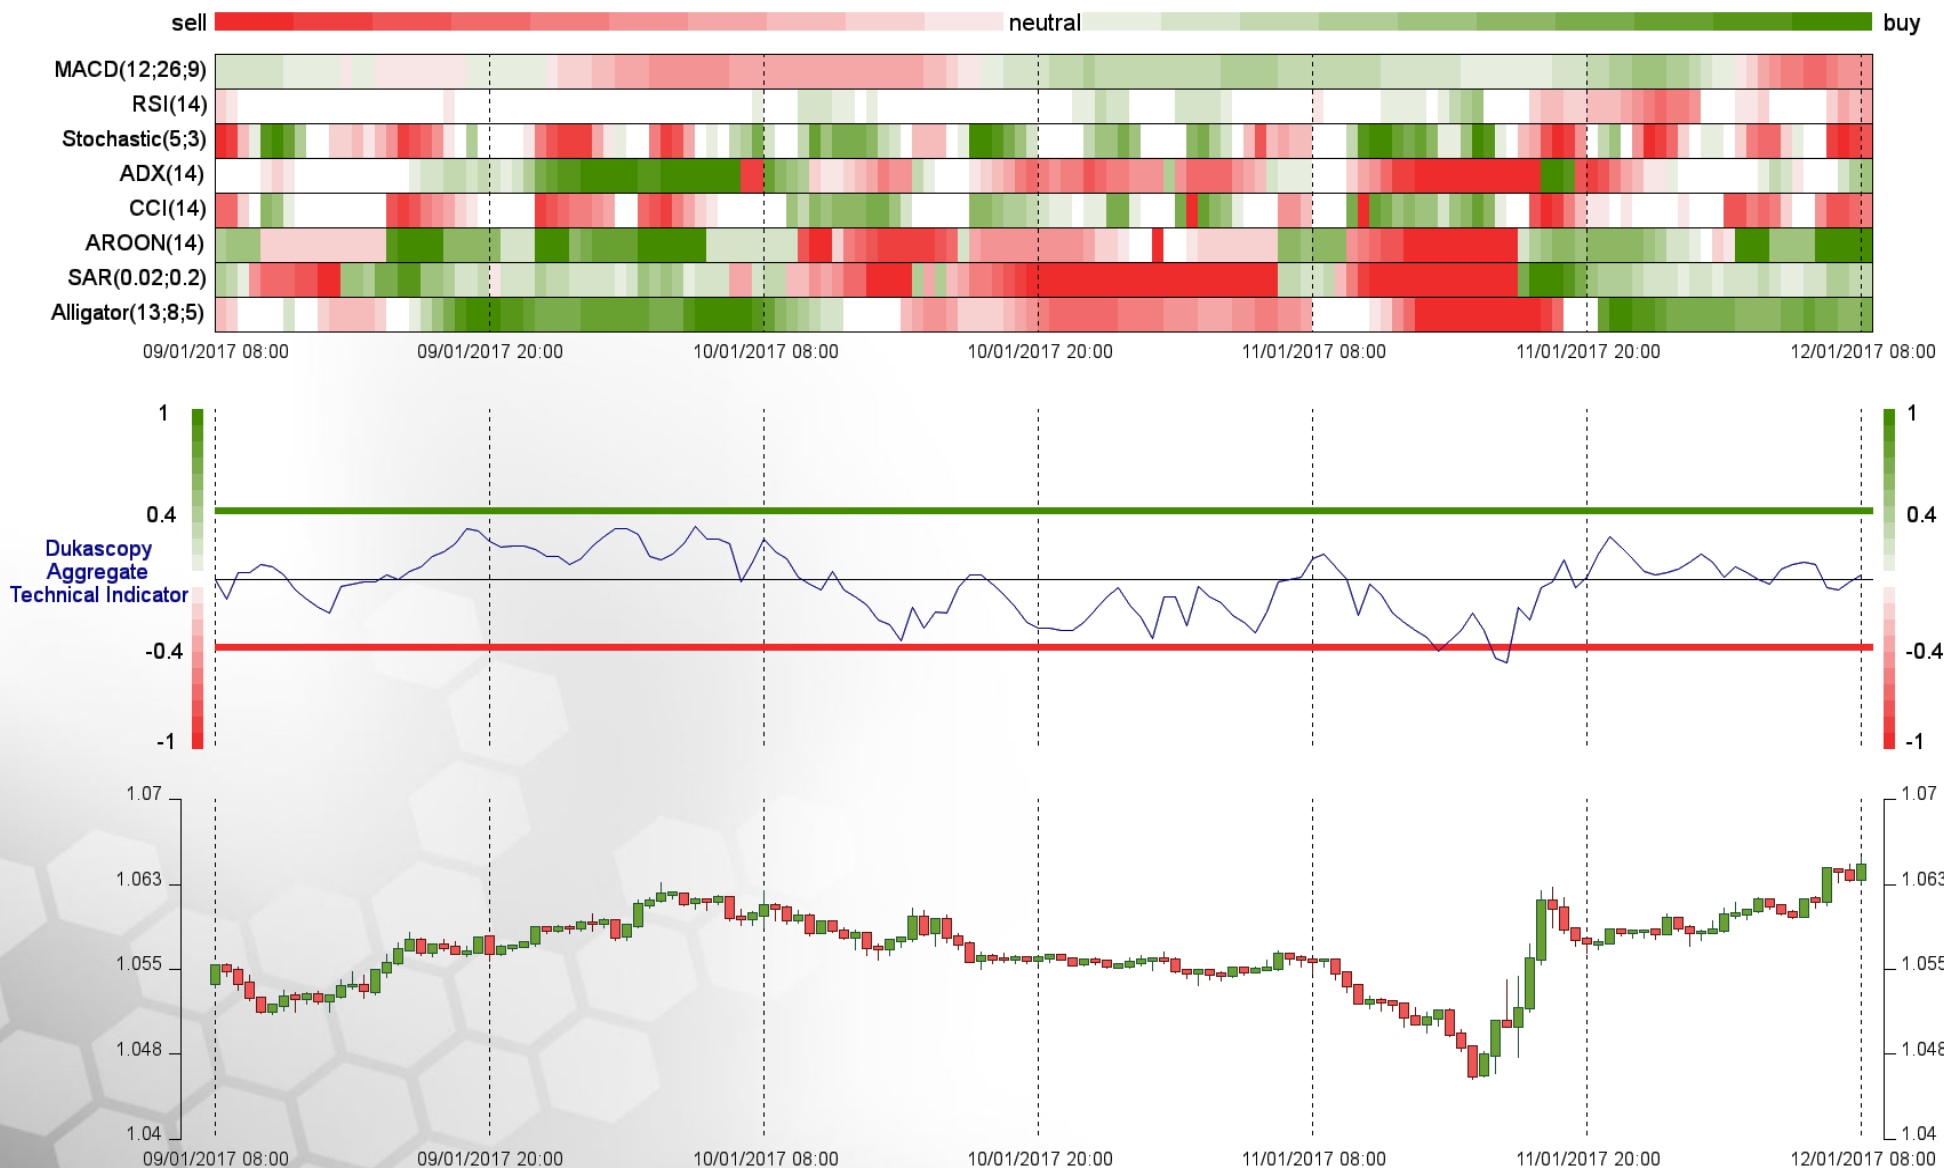 sell neutral buy
MACD(12;26;9)
RSI(14)
Stochastic(5;3)
ADX(14)
CCI(14)
AROON(14)
SAR(0.02;0.2)
Alligator(13;8;5)
09/01/2017 08:00 09/01/2017 20:00 10/01/2017 08:00 10/01/2017 20:00 11/01/2017 08:00 11/01/2017 20:00 12/01/2017 08:00
1 1
0.4 0.4
Dukascopy
Aggregate
Technical Indicator
-0.4 -0.4
-1 -1
1.07 1.07
1.063 1.063
1.055 1.055
1.048 1.048
1.04 1.04
09/01/2017 08:00 09/01/2017 20:00 10/01/2017 08:00 10/01/2017 20:00 11/01/2017 08:00 11/01/2017 20:00 12/01/2017 08:00